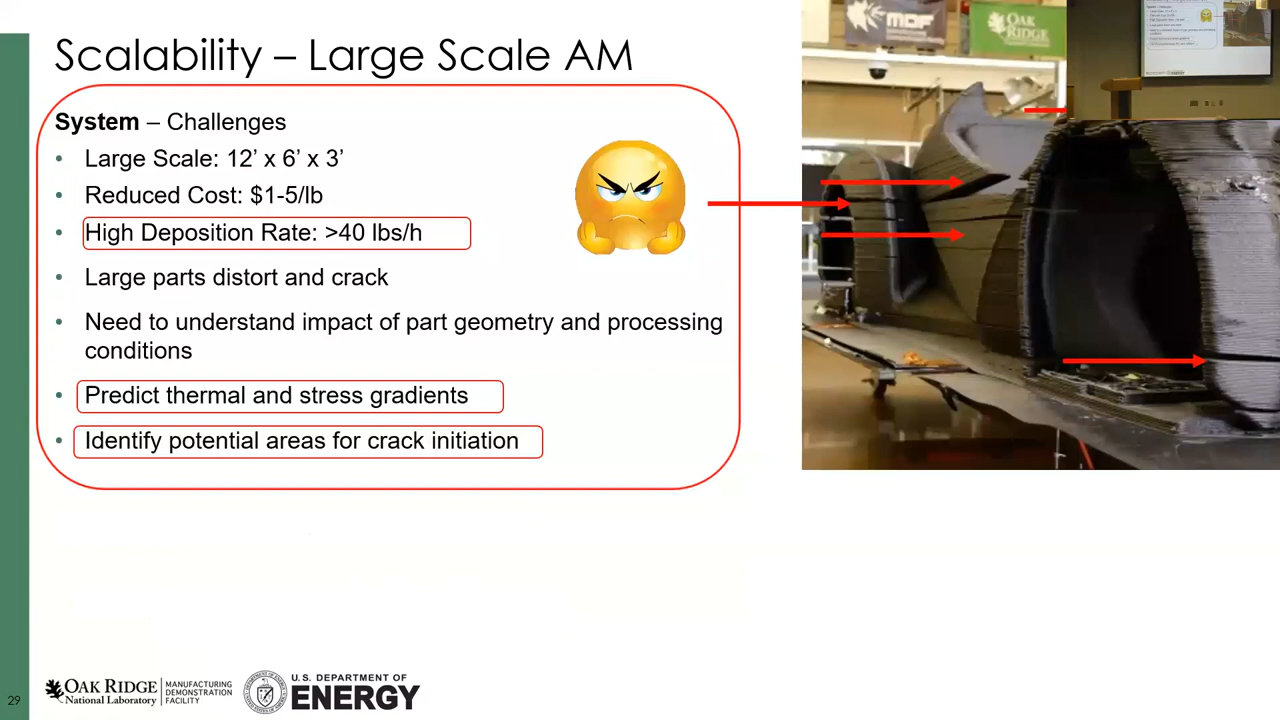 Scalability – Large Scale AM
System – Challenges
• Large Scale: 12’ x 6’ x 3’
• Reduced Cost: $1-5/lb
• High Deposition Rate: >40 lbs/h
• Large parts distort and crack
• Need to understand impact of part geometry and processing
conditions
• Predict thermal and stress gradients
• Identify potential areas for crack initiation
MDF
OAK
RIDGE
29
OAK RIDGE
National Laboratory
MANUFACTURING
DEMONSTRATION
FACILITY
U.S. DEPARTMENT OF
ENERGY